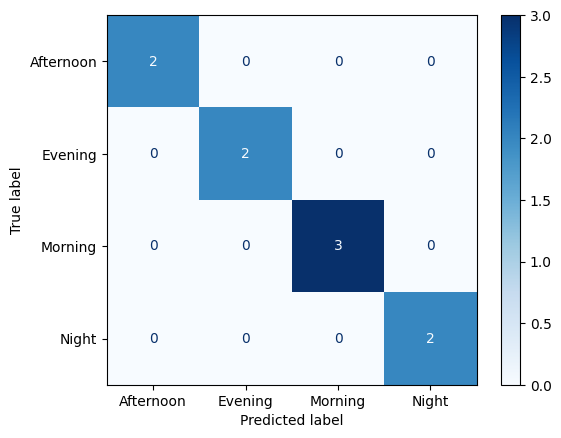 3.0
Afternoon 2 0 0 0
2.5
2.0
Evening 0 2 0 0
True label
1.5
Morning 0 0 3 0
1.0
Night 0 0 0 2
0.5
0.0
Afternoon Evening Morning Night
Predicted label